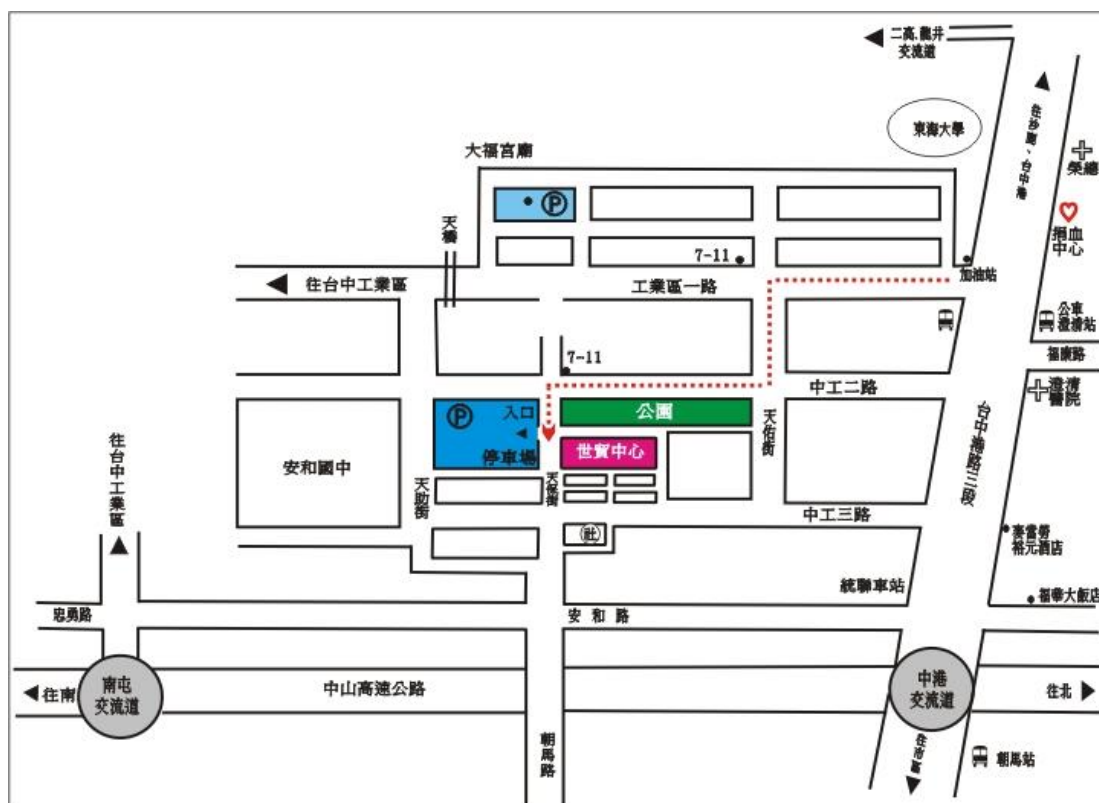 二高.龍井
交流道
東海大學
往沙鹿、台中港
榮總
大福宮廟
P
捐血
中心
天橋
7-11
加油站
往台中工業區
工業區一路
公車
澄清站
福康路
7-11
中工二路
澄清
醫院
P
入口
公園
天佑街
停車場
世貿中心
台中港路三段
安和國中
往台中工業區
天助街
天保街
中工三路
社
麥當勞
裕元酒店
統聯車站
福華大飯店
忠勇路
安和路
往南
南屯
交流道
中山高速公路
中港
交流道
往北
朝馬路
往市區
朝馬站